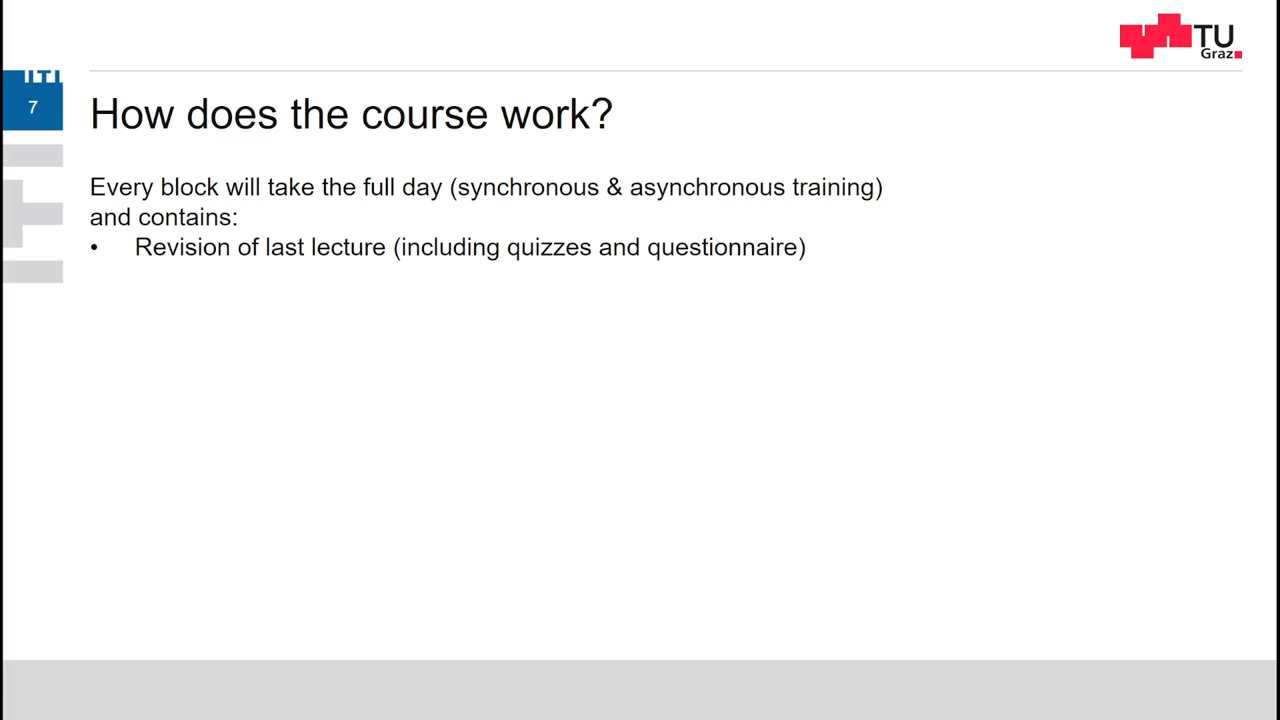 TU
Graz
7
How does the course work?
Every block will take the full day (synchronous & asynchronous training)
and contains:
• Revision of last lecture (including quizzes and questionnaire)